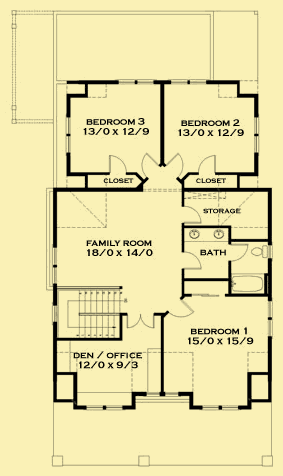 BEDROOM 3
13/0 X 12/9
BEDROOM 2
13/0 X 12/9
CLOSET
CLOSET
STORAGE
FAMILY ROOM
18/0 X 14/0
BATH
BEDROOM 1
15/0 X 15/9
DEN / OFFICE
12/0 X 9/3